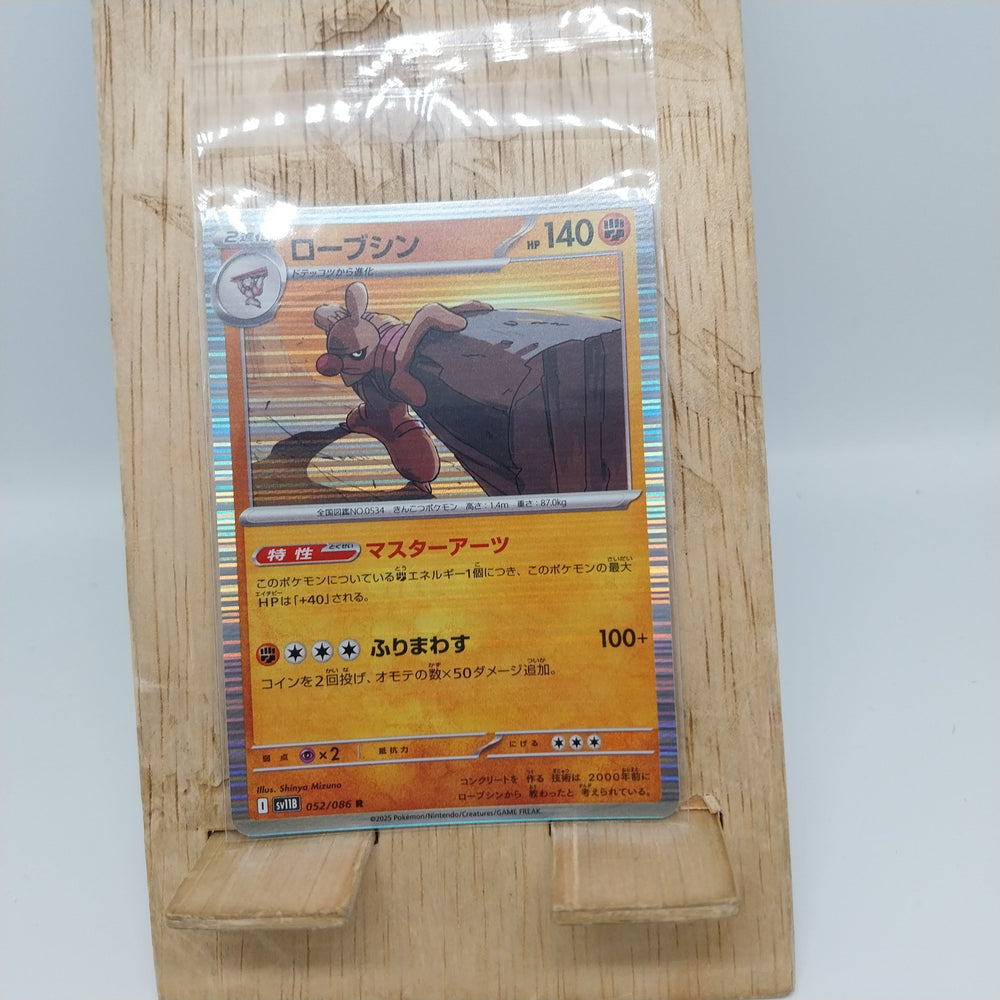 2進化
ローブシン
HP 140
ドテッコツから進化
全国図鑑NO.0534 きんこつポケモン 高さ：1.4m 重さ：87.0kg
特性 とくせい マスターアーツ
このポケモンについているエネルギー1個につき、このポケモンの最大
HPは「+40」される。
ふりまわす 100+
コインを2回投げ、オモテの数×50ダメージ追加。
弱点 ×2 抵抗力 にげる
Illus. Shinya Mizuno
コンクリートを 作る 技術は 2000年前に
ローブシンから 教わったと 考えられている。
I sv11B 052/086 R
©2025 Pokémon/Nintendo/Creatures/GAME FREAK.